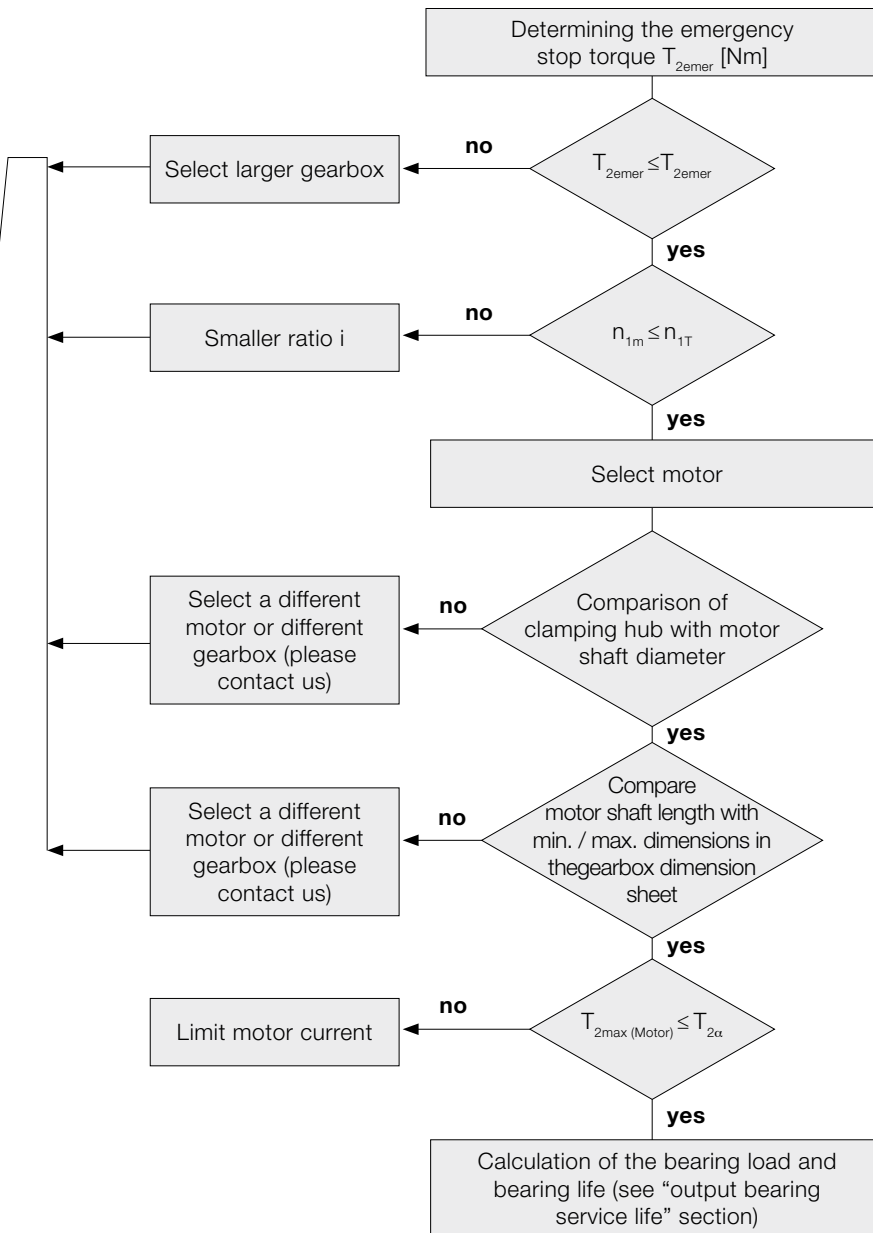 Determining the emergency
stop torque T2emer [Nm]
no
Select larger gearbox
T2emer ≤ T2emer
yes
no
Smaller ratio i
n1m ≤ n1T
yes
Select motor
Select a different
motor or different
gearbox (please
contact us)
no
Comparison of
clamping hub with motor
shaft diameter
yes
Select a different
motor or different
gearbox (please
contact us)
no
Compare
motor shaft length with
min. / max. dimensions in
thegearbox dimension
sheet
yes
no
Limit motor current
T2max (Motor) ≤ T2α
yes
Calculation of the bearing load and
bearing life (see “output bearing
service life” section)